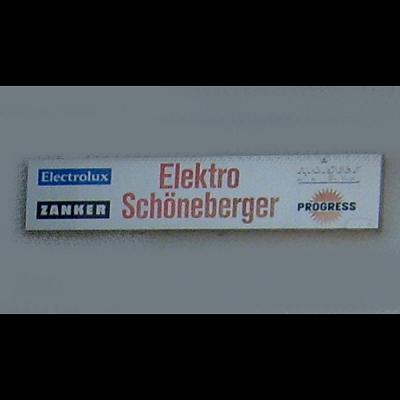 Electrolux
ZANKER
Elektro
Schöneberger
PROGRESS